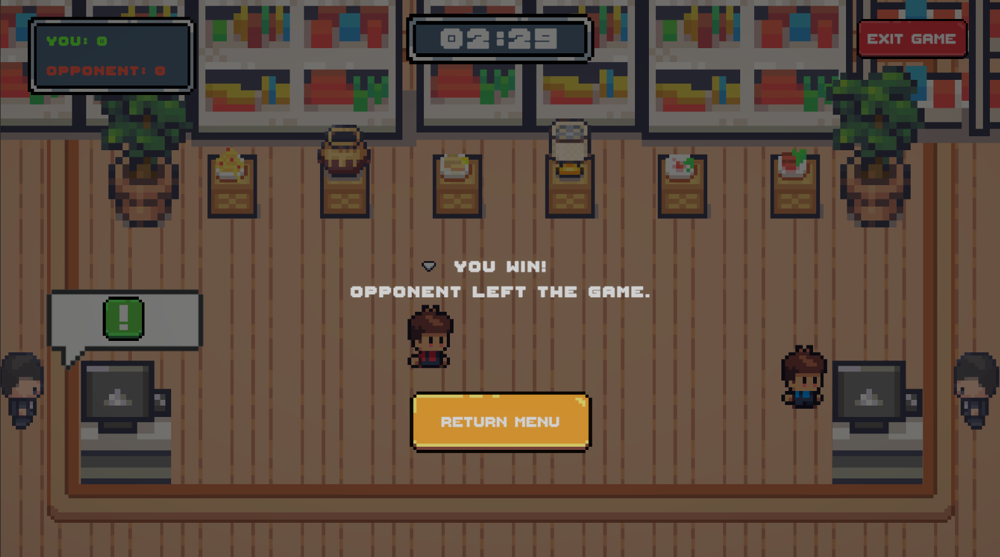 YOU: 0
OPPONENT: 0
02:29
EXIT GAME
YOU WIN!
OPPONENT LEFT THE GAME.
!
RETURN MENU